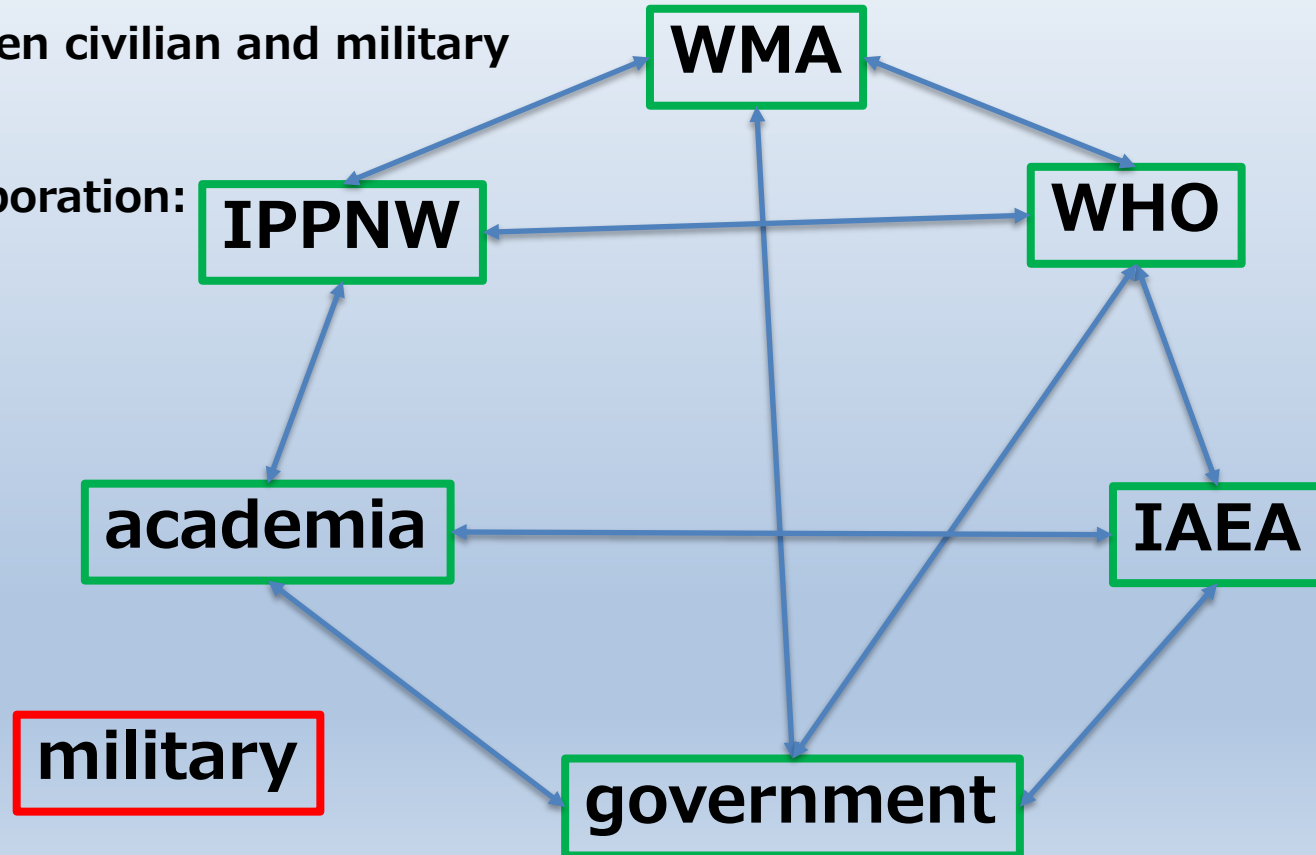 en civilian and military
WMA
poration:
IPPNW
WHO
academia
IAEA
military
government